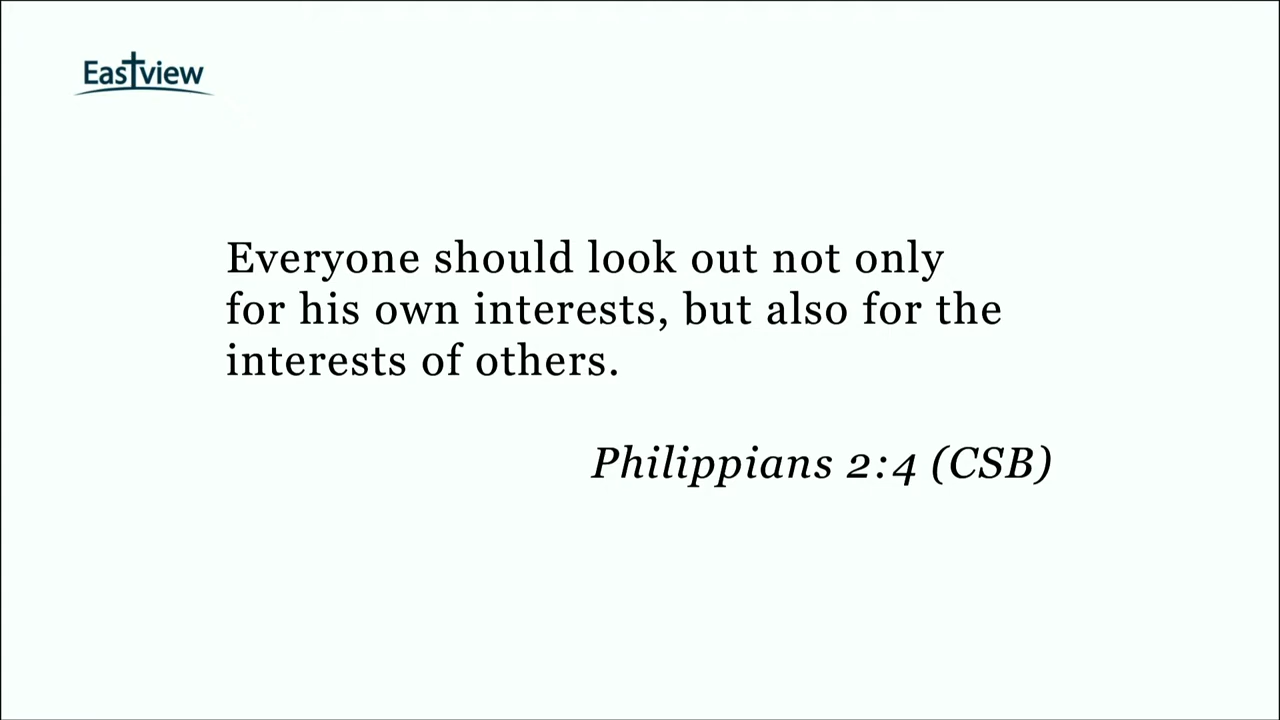 Eastview
Everyone should look out not only
for his own interests, but also for the
interests of others.
Philippians 2:4 (CSB)